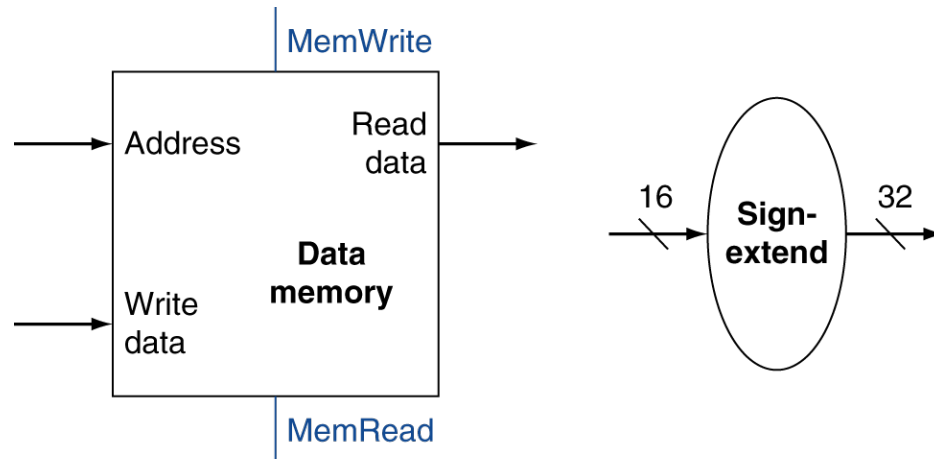 MemWrite
Address
Read
data
Data
memory
Write
data
MemRead
16
Sign-
extend
32